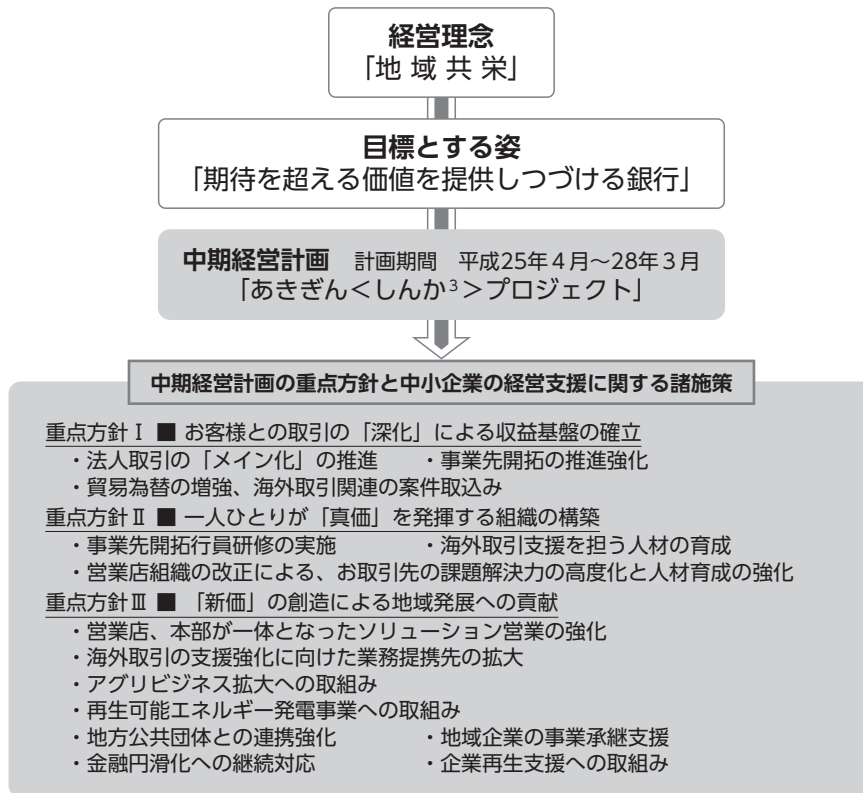 経営理念
「地 域 共 栄」
目標とする姿
「期待を超える価値を提供しつづける銀行」
中期経営計画　計画期間　平成25年４月～28年３月
「あきぎん＜しんか³＞プロジェクト」
中期経営計画の重点方針と中小企業の経営支援に関する諸施策
重点方針Ⅰ ■ お客様との取引の「深化」による収益基盤の確立
・法人取引の「メイン化」の推進　・事業先開拓の推進強化
・貿易為替の増強、海外取引関連の案件取込み
重点方針Ⅱ ■ 一人ひとりが「真価」を発揮する組織の構築
・事業先開拓行員研修の実施　・海外取引支援を担う人材の育成
・営業店組織の改正による、お取引先の課題解決力の高度化と人材育成の強化
重点方針Ⅲ ■ 「新価」の創造による地域発展への貢献
・営業店、本部が一体となったソリューション営業の強化
・海外取引の支援強化に向けた業務提携先の拡大
・アグリビジネス拡大への取組み
・再生可能エネルギー発電事業への取組み
・地方公共団体との連携強化　・地域企業の事業承継支援
・金融円滑化への継続対応　・企業再生支援への取組み